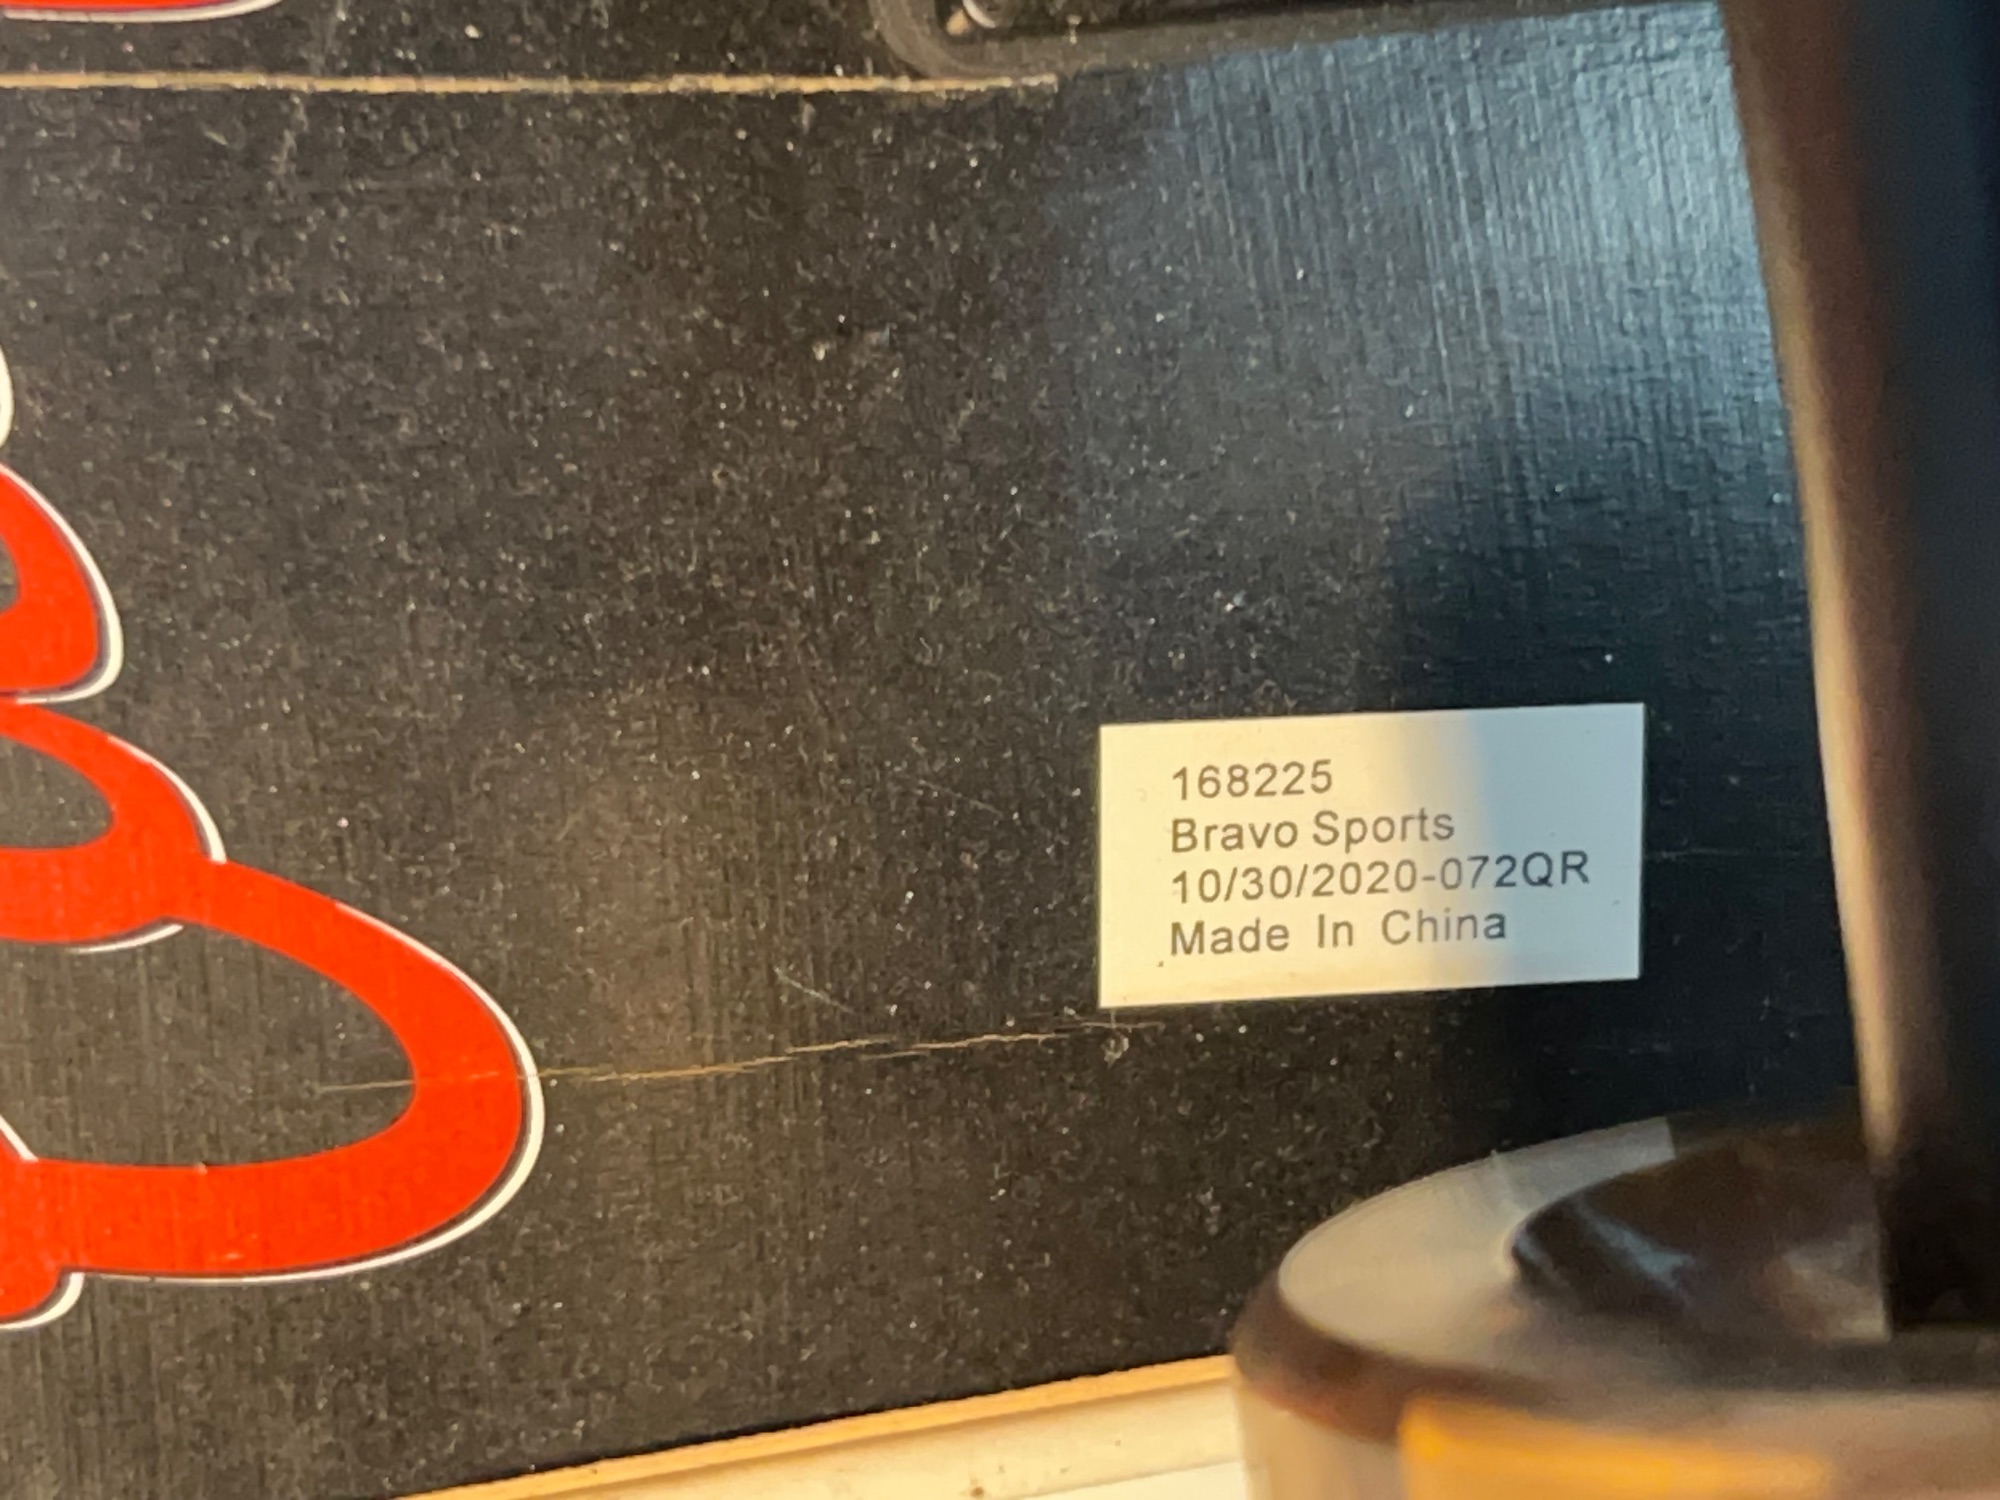 168225
Bravo Sports
10/30/2020-072QR
Made In China